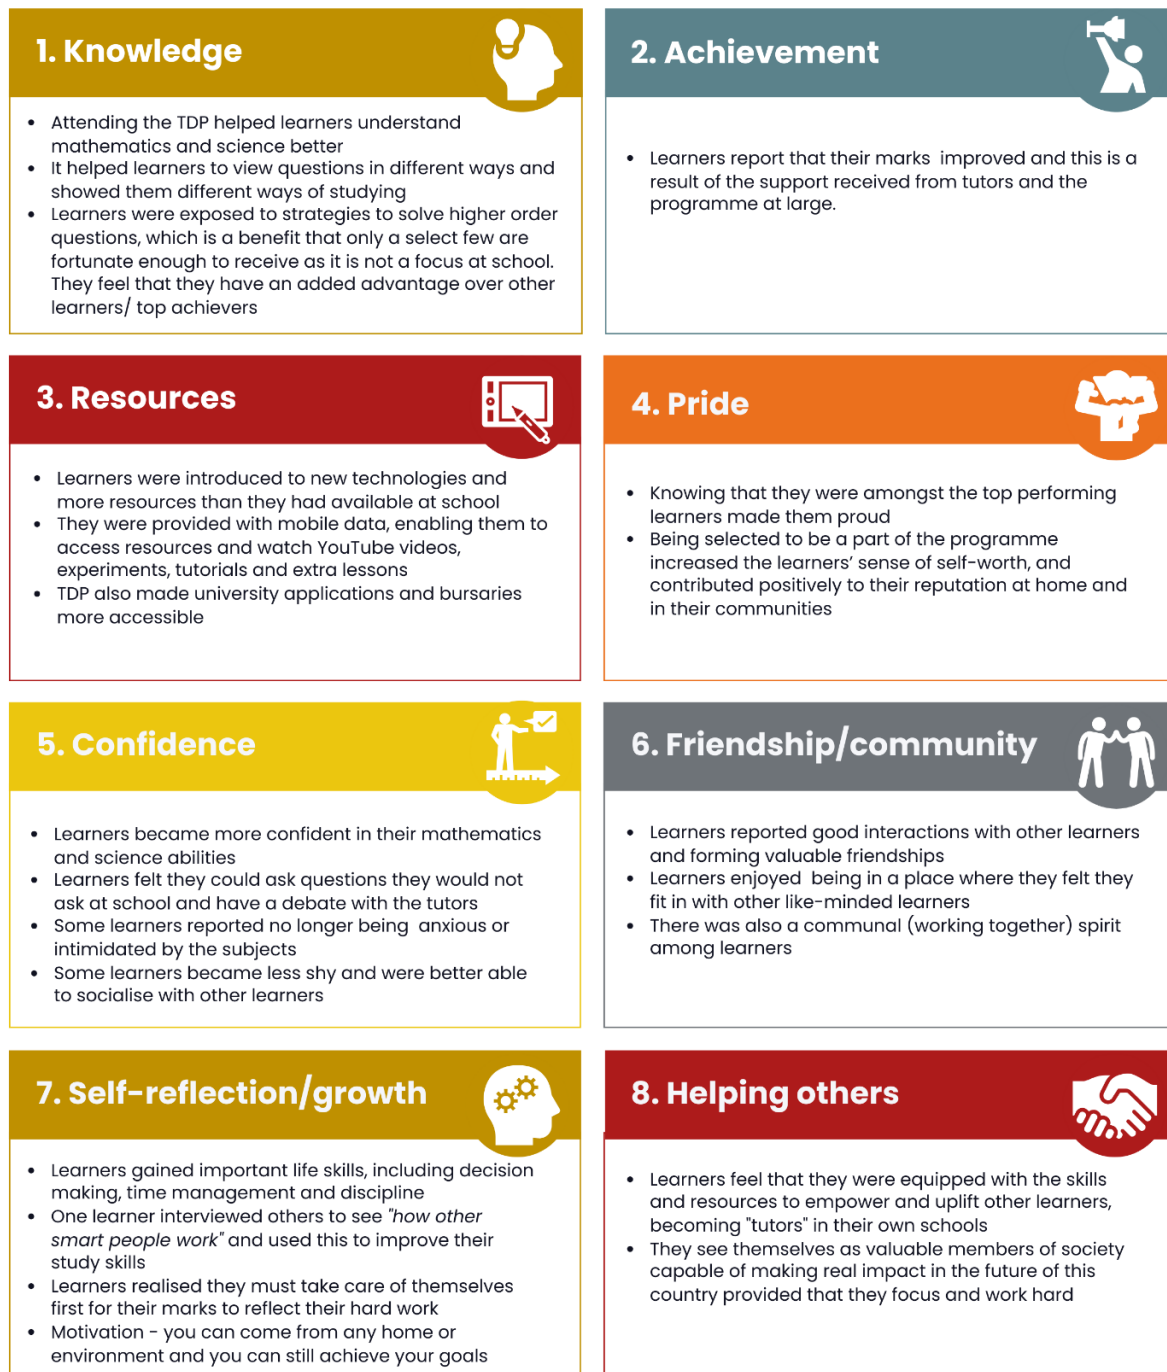 1. Knowledge
• Attending the TDP helped learners understand
mathematics and science better
• It helped learners to view questions in different ways and
showed them different ways of studying
• Learners were exposed to strategies to solve higher order
questions, which is a benefit that only a select few are
fortunate enough to receive as it is not a focus at school.
They feel that they have an added advantage over other
learners/ top achievers
2. Achievement
• Learners report that their marks  improved and this is a
result of the support received from tutors and the
programme at large.
3. Resources
• Learners were introduced to new technologies and
more resources than they had available at school
• They were provided with mobile data, enabling them to
access resources and watch YouTube videos,
experiments, tutorials and extra lessons
• TDP also made university applications and bursaries
more accessible
4. Pride
• Knowing that they were amongst the top performing
learners made them proud
• Being selected to be a part of the programme
increased the learners’ sense of self-worth, and
contributed positively to their reputation at home and
in their communities
5. Confidence
• Learners became more confident in their mathematics
and science abilities
• Learners felt they could ask questions they would not
ask at school and have a debate with the tutors
• Some learners reported no longer being  anxious or
intimidated by the subjects
• Some learners became less shy and were better able
to socialise with other learners
6. Friendship/community
• Learners reported good interactions with other learners
and forming valuable friendships
• Learners enjoyed  being in a place where they felt they
fit in with other like-minded learners
• There was also a communal (working together) spirit
among learners
7. Self-reflection/growth
• Learners gained important life skills, including decision
making, time management and discipline
• One learner interviewed others to see "how other
smart people work" and used this to improve their
study skills
• Learners realised they must take care of themselves
first for their marks to reflect their hard work
• Motivation - you can come from any home or
environment and you can still achieve your goals
8. Helping others
• Learners feel that they were equipped with the skills
and resources to empower and uplift other learners,
becoming "tutors" in their own schools
• They see themselves as valuable members of society
capable of making real impact in the future of this
country provided that they focus and work hard